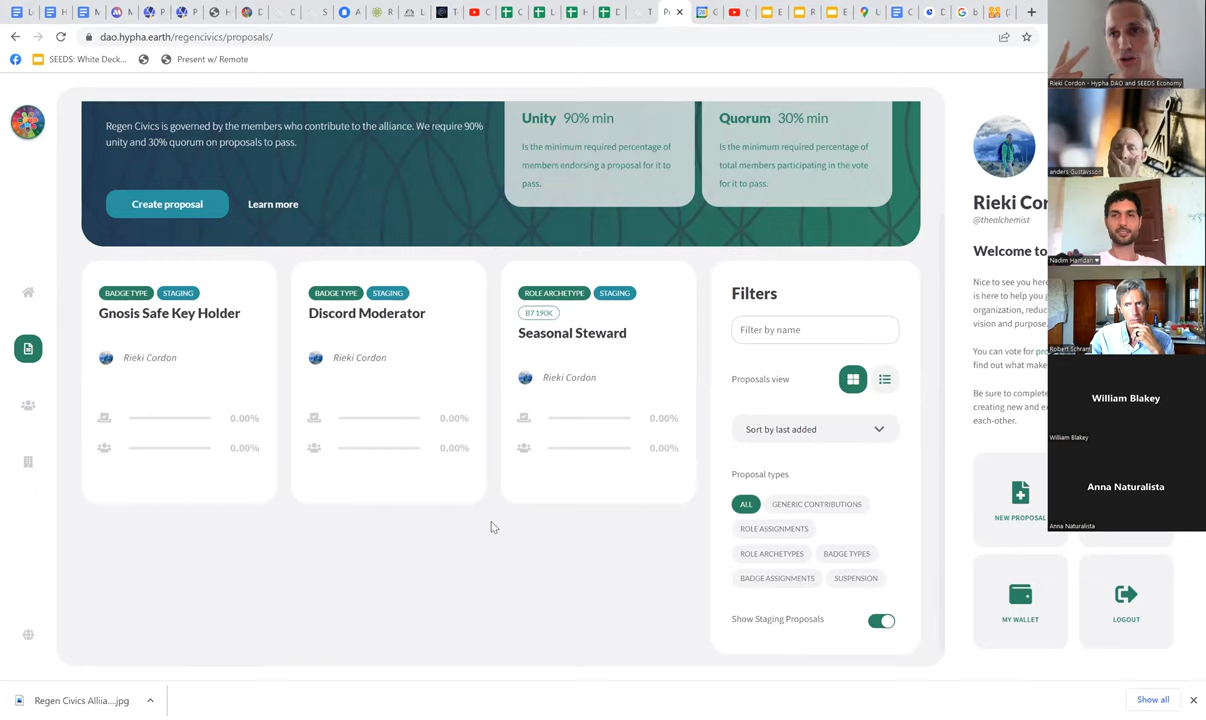 dao.hypha.earth/regencivics/proposals/
SEEDS: White Deck...
Present w/ Remote
Regen Civics is governed by the members who contribute to the alliance. We require 90%
unity and 30% quorum on proposals to pass.
Create proposal
Learn more
Unity 90% min
Is the minimum required percentage of
members endorsing a proposal for it to
pass.
Quorum 30% min
Is the minimum required percentage of
total members participating in the vote
for it to pass.
BADGE TYPE STAGING
Gnosis Safe Key Holder
Rieki Cordon
0.00%
0.00%
BADGE TYPE STAGING
Discord Moderator
Rieki Cordon
0.00%
0.00%
ROLE ARCHETYPE STAGING
B7 190K
Seasonal Steward
Rieki Cordon
0.00%
0.00%
Filters
Filter by name
Proposals view
Sort by last added
Proposal types
ALL GENERIC CONTRIBUTIONS
ROLE ASSIGNMENTS
ROLE ARCHETYPES BADGE TYPES
BADGE ASSIGNMENTS SUSPENSION
Show Staging Proposals
Rieki Cor
@thealchemist
Welcome to
Nice to see you here
is here to help you
organization, reduc
vision and purpose.
You can vote for pro
find out what make
Be sure to complete
creating new and e
each-other.
NEW PROPOSAL
MY WALLET
LOGOUT
Rieki Cordon - Hypha DAO and SEEDS Economy
anders Gustavsson
Nadim Hamdan ♥
Robert Schram
William Blakey
William Blakey
Anna Naturalista
Anna Naturalista
Regen Civics Alliia....jpg
Show all